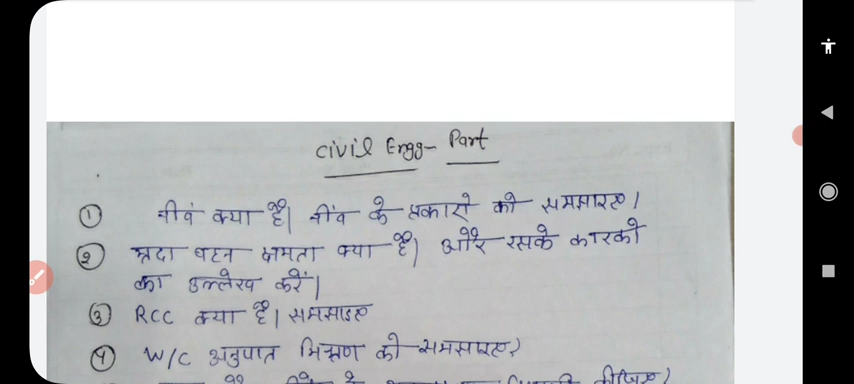 Civil Engg- Part
① नीवं क्या है। नींव के प्रकारो को समझाइए।
② म्रदा वहन क्षमता क्या है। और इसके कारको
का उल्लेख करें।
③ RCC क्या है। समझाइए
④ W/C अनुपात मिश्रण को समझाइए?